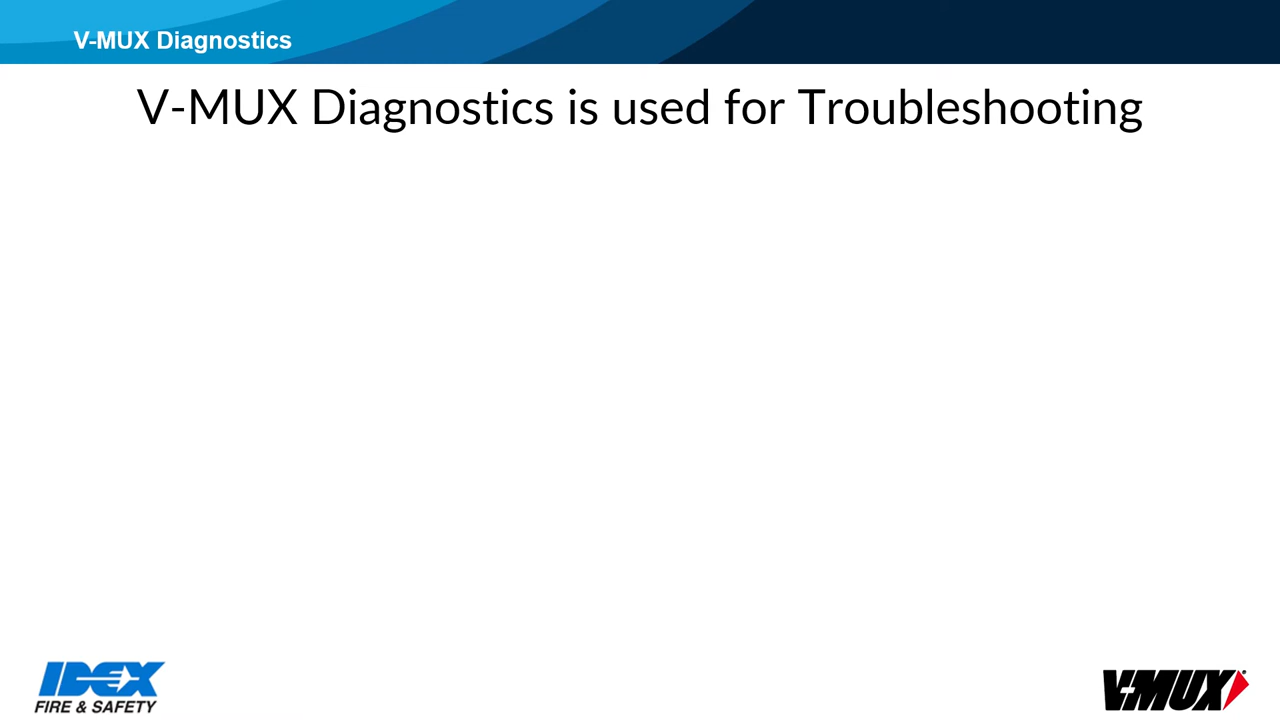 V-MUX Diagnostics
V-MUX Diagnostics is used for Troubleshooting
IDEX
FIRE & SAFETY
V-MUX